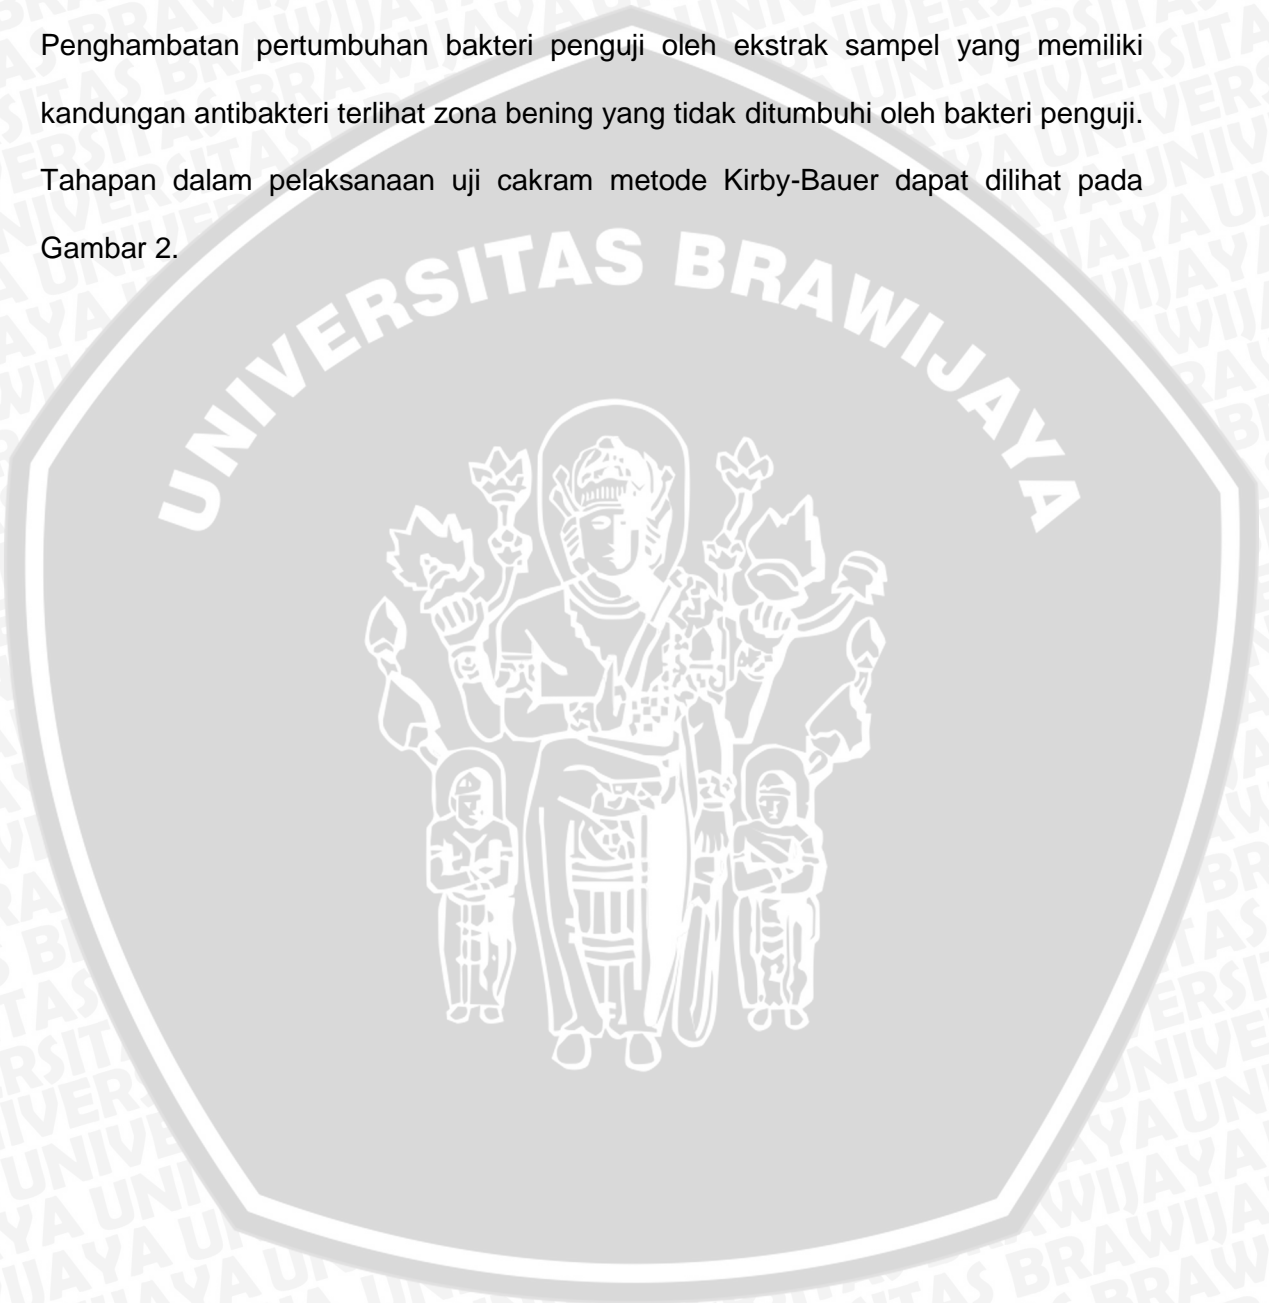 Penghambatan pertumbuhan bakteri penguji oleh ekstrak sampel yang memiliki
kandungan antibakteri terlihat zona bening yang tidak ditumbuhi oleh bakteri penguji.
Tahapan dalam pelaksanaan uji cakram metode Kirby-Bauer dapat dilihat pada
Gambar 2.
UNIVERSITAS BRAWIJAYA